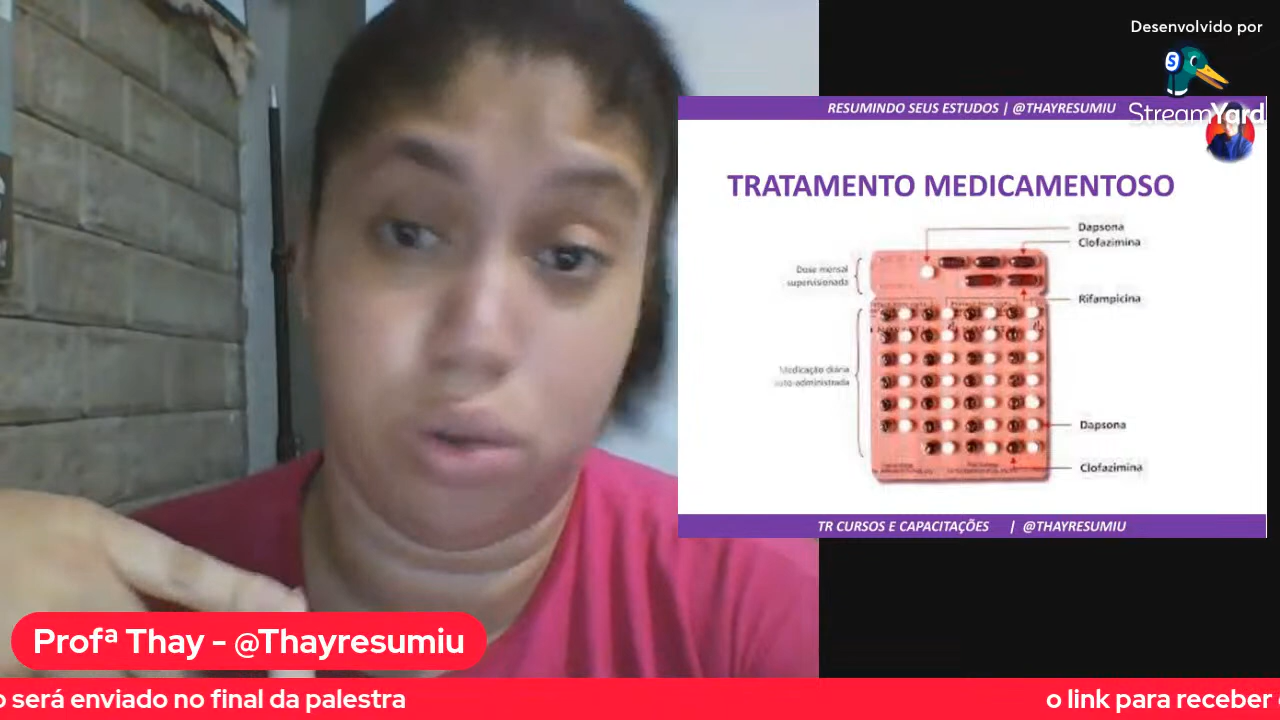 Desenvolvido por
StreamYard
RESUMINDO SEUS ESTUDOS | @THAYRESUMIU
TRATAMENTO MEDICAMENTOSO
Dapsona
Clofazimina
Dose mensal
supervisionada
Rifampicina
Medicação diária
auto-administrada
Dapsona
Clofazimina
TR CURSOS E CAPACITAÇÕES | @THAYRESUMIU
Profª Thay - @Thayresumiu
o será enviado no final da palestra
o link para receber